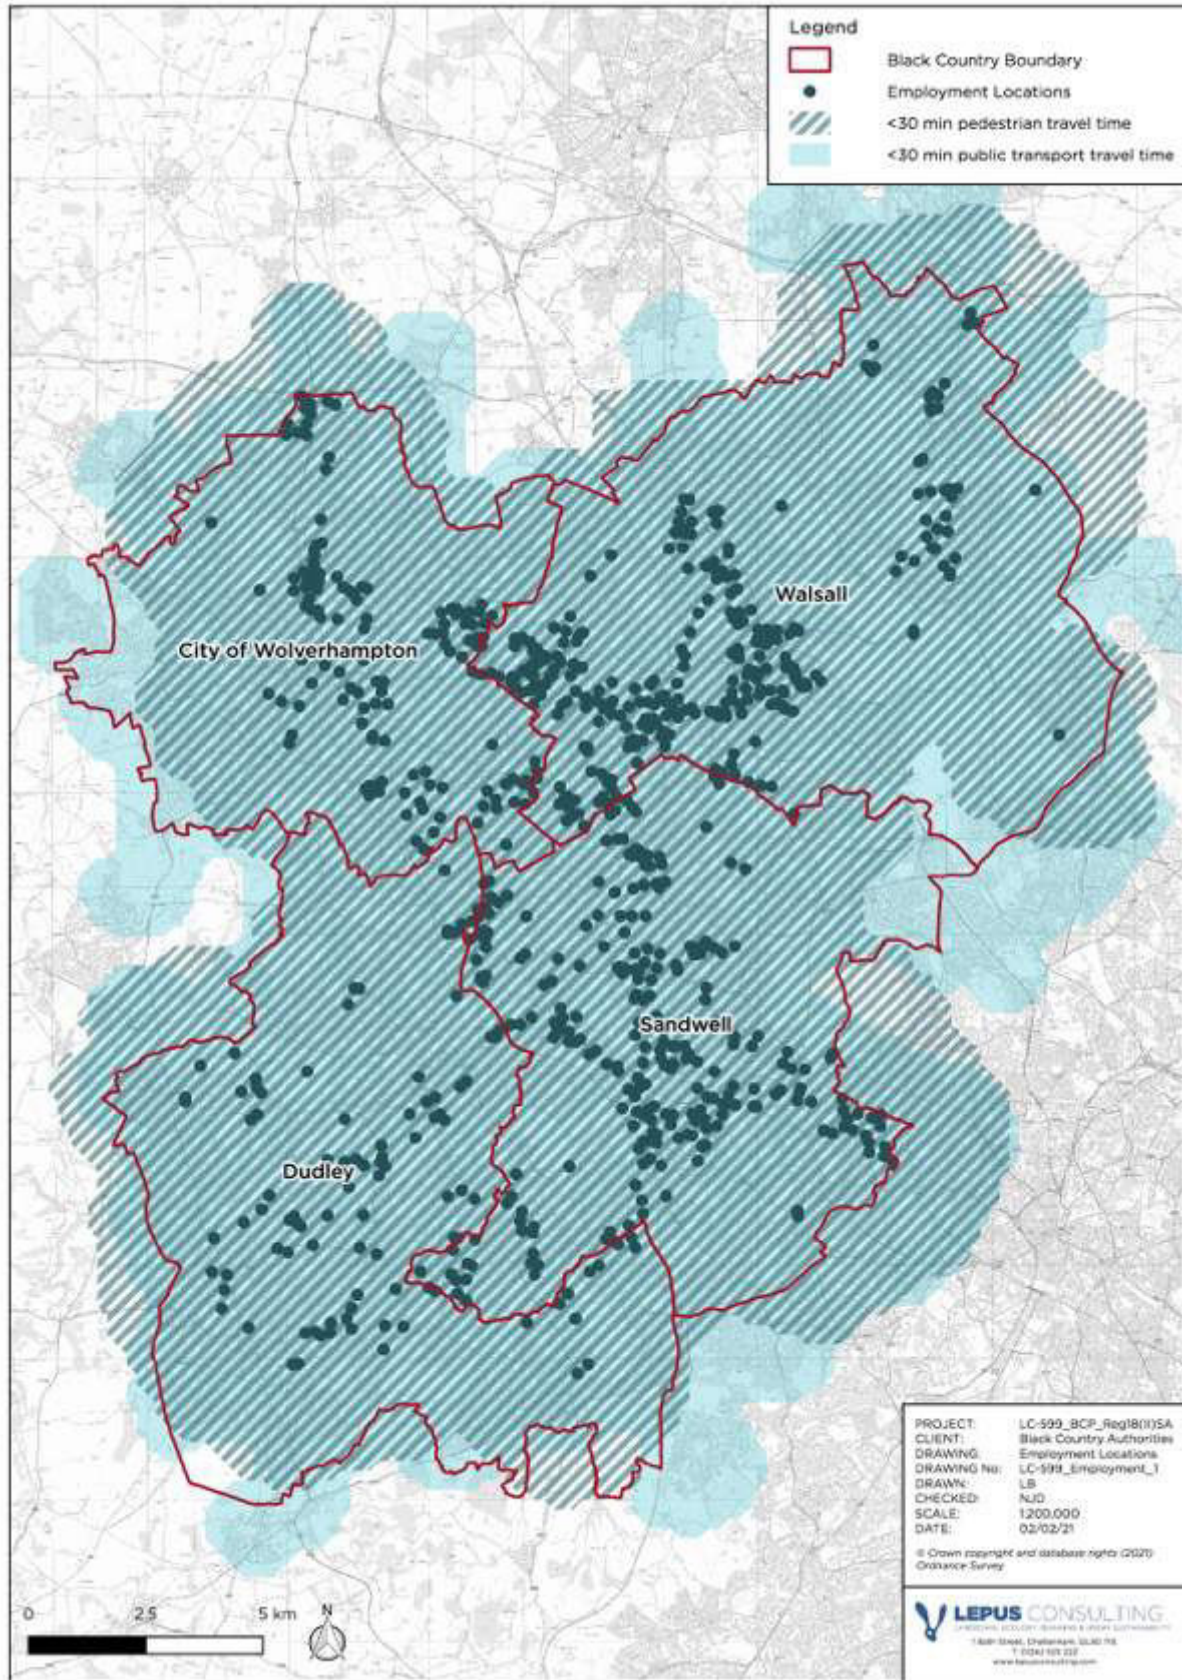 Legend
Black Country Boundary
Employment Locations
<30 min pedestrian travel time
<30 min public transport travel time
Walsall
City of Wolverhampton
Sandwell
Dudley
PROJECT: LC-599_BCP_Reg18(II)SA
CLIENT: Black Country Authorities
DRAWING: Employment Locations
DRAWING No: LC-599_Employment_1
DRAWN: LB
CHECKED: NJD
SCALE: 1:200,000
DATE: 02/02/21
© Crown copyright and database rights (2021)
Ordnance Survey
0 2.5 5 km N
LEPUS CONSULTING
www.lepusconsulting.com